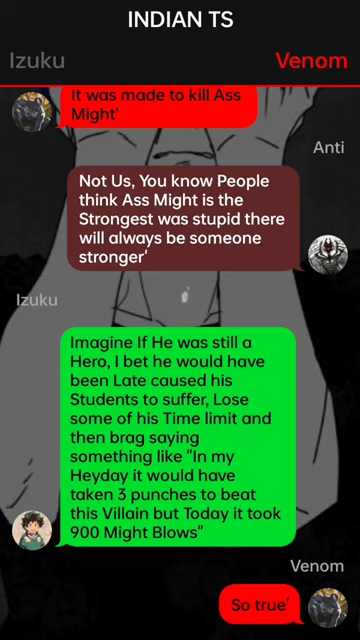 INDIAN TS
Izuku
Venom
It was made to kill Ass
Might'
Anti
Not Us, You know People
think Ass Might is the
Strongest was stupid there
will always be someone
stronger'
Izuku
Imagine If He was still a
Hero, I bet he would have
been Late caused his
Students to suffer, Lose
some of his Time limit and
then brag saying
something like "In my
Heyday it would have
taken 3 punches to beat
this Villain but Today it took
900 Might Blows"
Venom
So true'